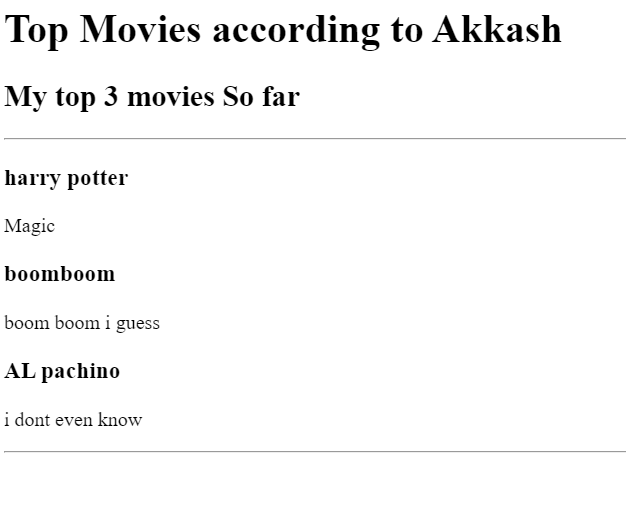 Top Movies according to Akkash
My top 3 movies So far
harry potter
Magic
boomboom
boom boom i guess
AL pachino
i dont even know